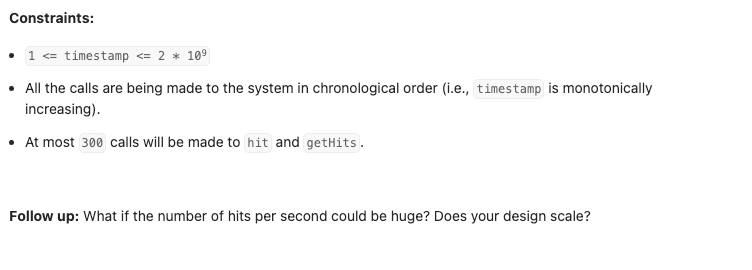 Constraints:
• 1 <= timestamp <= 2 * 10⁹
• All the calls are being made to the system in chronological order (i.e., timestamp is monotonically
increasing).
• At most 300 calls will be made to hit and getHits.
Follow up: What if the number of hits per second could be huge? Does your design scale?